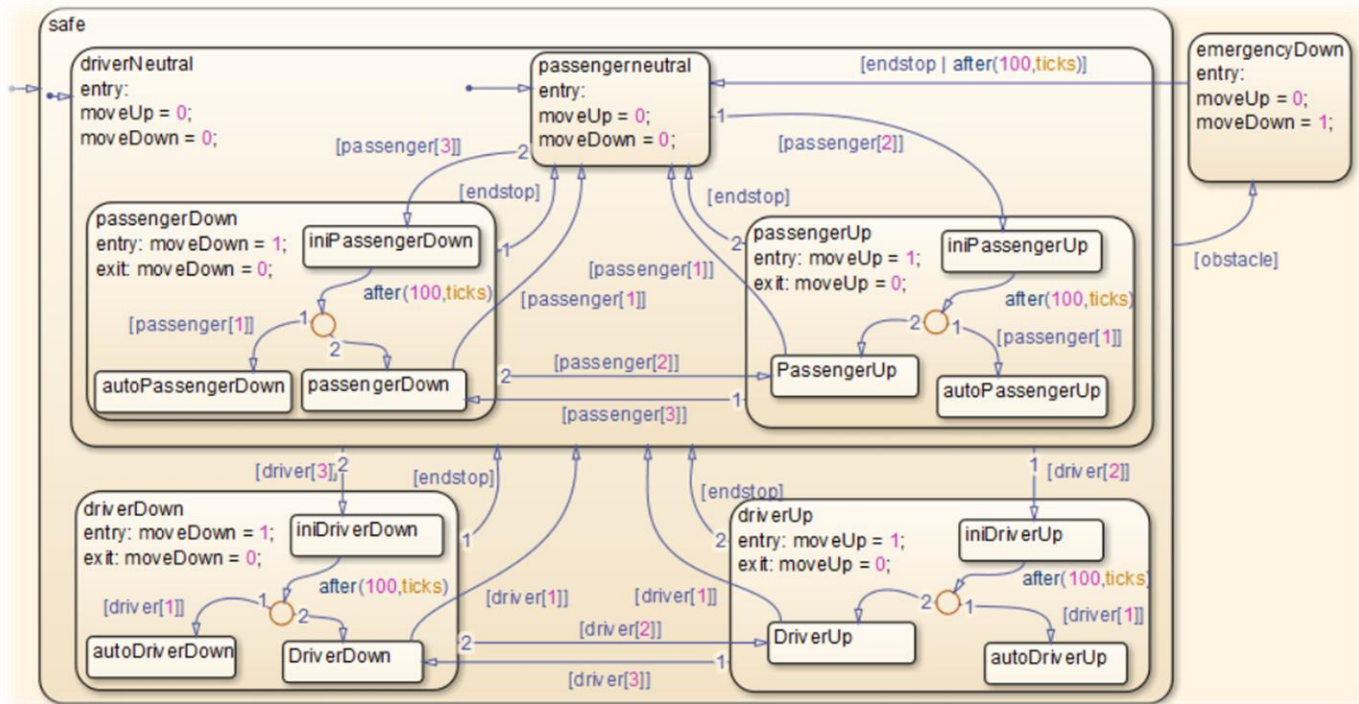 safe
driverNeutral
entry:
moveUp = 0;
moveDown = 0;
passengerneutral
entry:
moveUp = 0;
moveDown = 0;
[endstop | after(100,ticks)]
emergencyDown
entry:
moveUp = 0;
moveDown = 1;
1
[passenger[2]]
[passenger[3]]
2
[endstop]
[endstop]
passengerDown
entry: moveDown = 1;
exit: moveDown = 0;
iniPassengerDown
1
after(100,ticks)
[passenger[1]]
1
2
autoPassengerDown
passengerDown
[passenger[1]]
[passenger[1]]
2
passengerUp
entry: moveUp = 1;
exit: moveUp = 0;
iniPassengerUp
after(100,ticks)
2
1
[passenger[1]]
PassengerUp
autoPassengerUp
[obstacle]
2
[passenger[2]]
1
[passenger[3]]
[driver[3]]
2
[endstop]
[endstop]
1
[driver[2]]
driverDown
entry: moveDown = 1;
exit: moveDown = 0;
iniDriverDown
1
after(100,ticks)
[driver[1]]
1
2
autoDriverDown
DriverDown
[driver[1]]
[driver[1]]
2
driverUp
entry: moveUp = 1;
exit: moveUp = 0;
iniDriverUp
after(100,ticks)
2
1
[driver[1]]
DriverUp
autoDriverUp
2
[driver[2]]
1
[driver[3]]